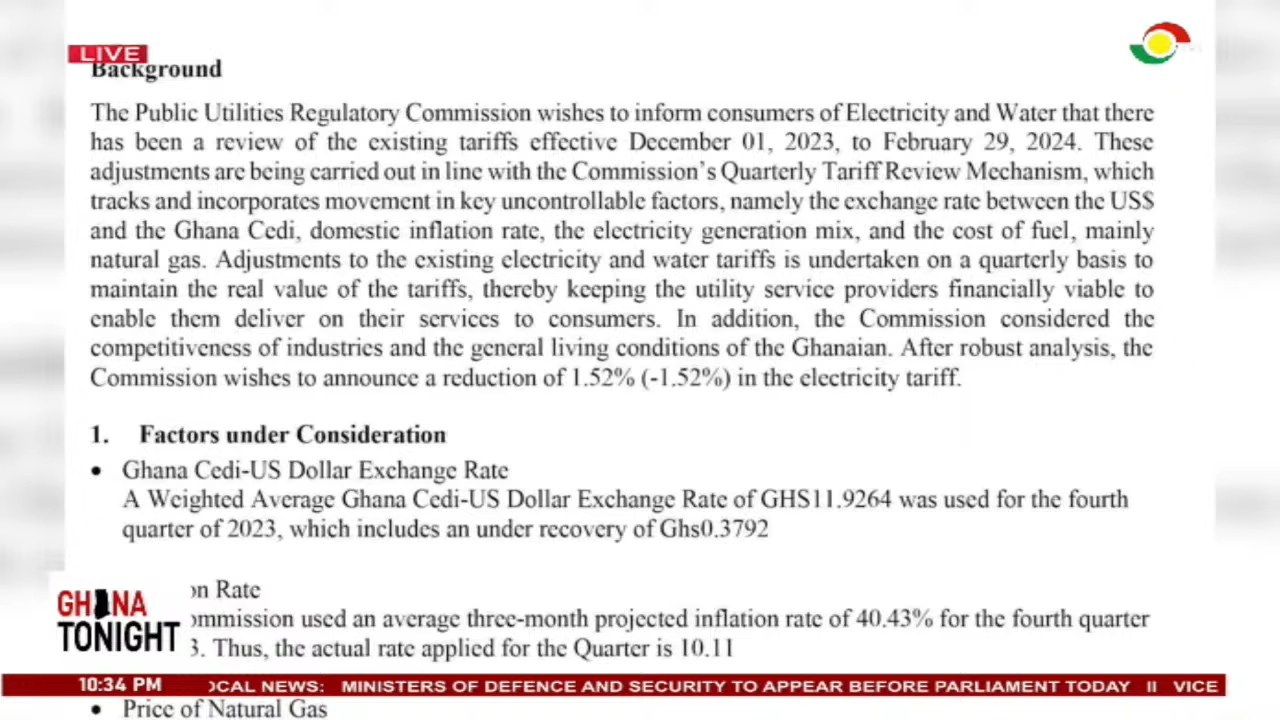 LIVE
Background
The Public Utilities Regulatory Commission wishes to inform consumers of Electricity and Water that there
has been a review of the existing tariffs effective December 01, 2023, to February 29, 2024. These
adjustments are being carried out in line with the Commission's Quarterly Tariff Review Mechanism, which
tracks and incorporates movement in key uncontrollable factors, namely the exchange rate between the US$
and the Ghana Cedi, domestic inflation rate, the electricity generation mix, and the cost of fuel, mainly
natural gas. Adjustments to the existing electricity and water tariffs is undertaken on a quarterly basis to
maintain the real value of the tariffs, thereby keeping the utility service providers financially viable to
enable them deliver on their services to consumers. In addition, the Commission considered the
competitiveness of industries and the general living conditions of the Ghanaian. After robust analysis, the
Commission wishes to announce a reduction of 1.52% (-1.52%) in the electricity tariff.
1. Factors under Consideration
• Ghana Cedi-US Dollar Exchange Rate
A Weighted Average Ghana Cedi-US Dollar Exchange Rate of GHS11.9264 was used for the fourth
quarter of 2023, which includes an under recovery of Ghs0.3792
on Rate
ommission used an average three-month projected inflation rate of 40.43% for the fourth quarter
3. Thus, the actual rate applied for the Quarter is 10.11
GHANA
TONIGHT
10:34 PM OCAL NEWS: MINISTERS OF DEFENCE AND SECURITY TO APPEAR BEFORE PARLIAMENT TODAY II VICE
• Price of Natural Gas